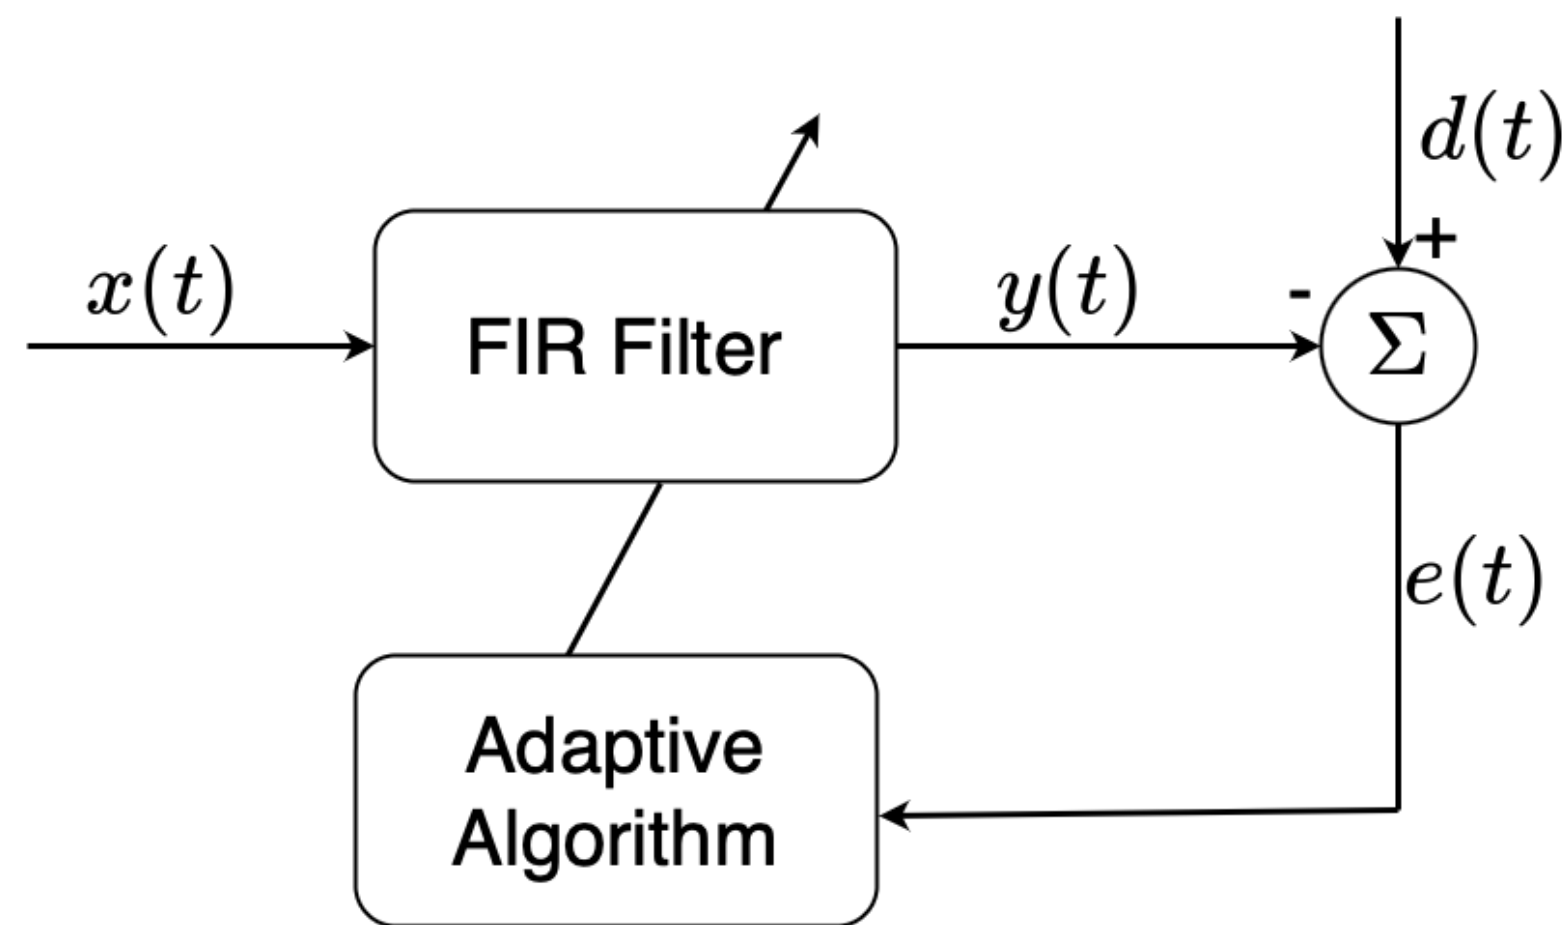 d(t)
+
x(t)
y(t)
-
FIR Filter
Σ
e(t)
Adaptive
Algorithm